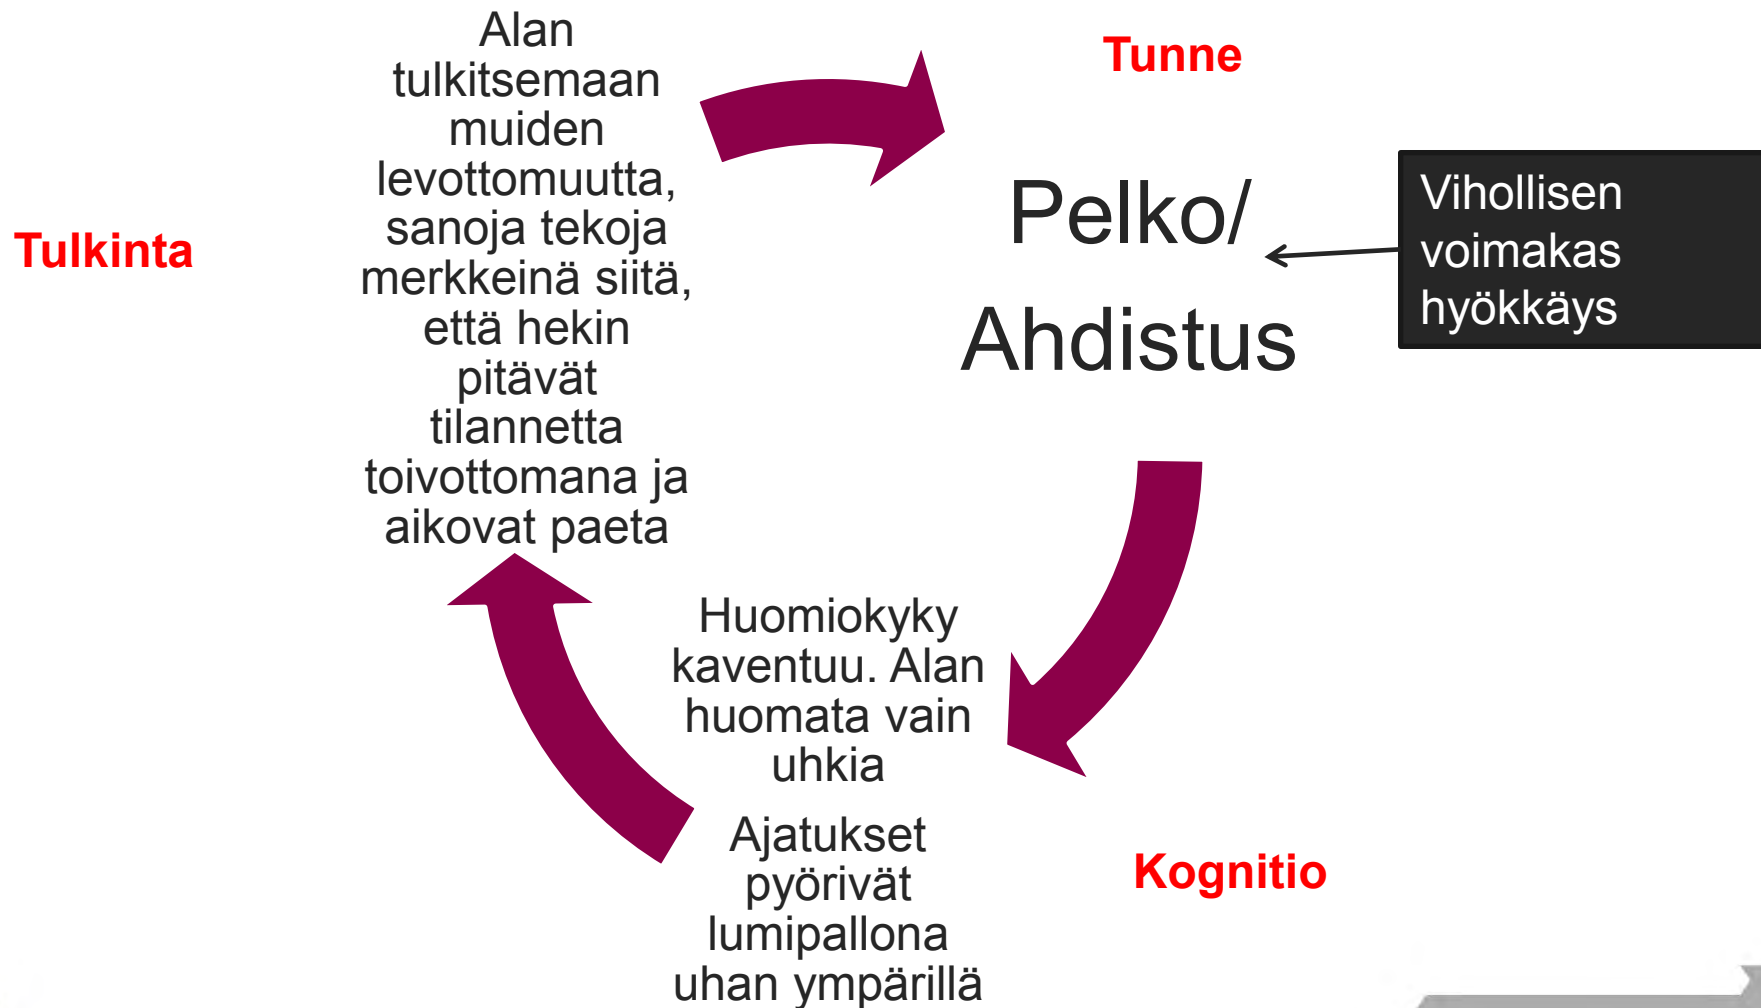 Tunne
Pelko/
Ahdistus
Vihollisen
voimakas
hyökkäys
Kognitio
Huomiokyky
kaventuu. Alan
huomata vain
uhkia
Ajatukset
pyörivät
lumipallona
uhan ympärillä
Tulkinta
Alan
tulkitsemaan
muiden
levottomuutta,
sanoja tekoja
merkkeinä siitä,
että hekin
pitävät
tilannetta
toivottomana ja
aikovat paeta